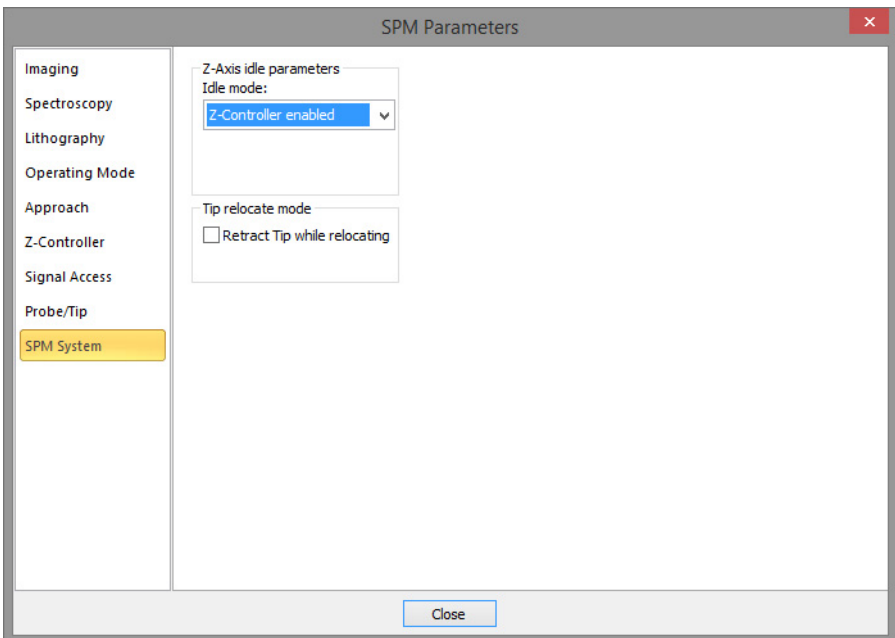 SPM Parameters
Imaging
Spectroscopy
Lithography
Operating Mode
Approach
Z-Controller
Signal Access
Probe/Tip
SPM System
Z-Axis idle parameters
Idle mode:
Z-Controller enabled
Tip relocate mode
Retract Tip while relocating
Close